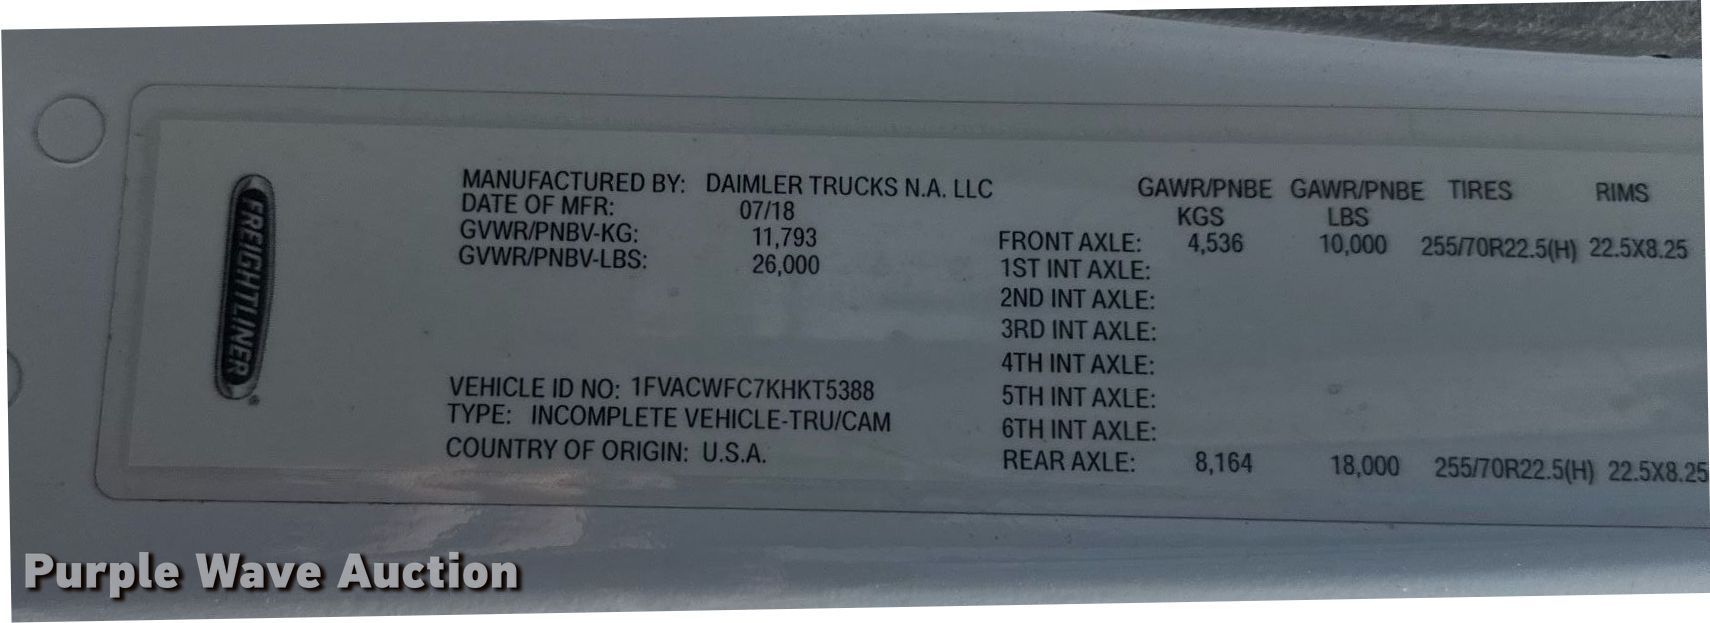 FREIGHTLINER
MANUFACTURED BY: DAIMLER TRUCKS N.A. LLC
DATE OF MFR: 07/18
GVWR/PNBV-KG: 11,793
GVWR/PNBV-LBS: 26,000
VEHICLE ID NO: 1FVACWFC7KHKT5388
TYPE: INCOMPLETE VEHICLE-TRU/CAM
COUNTRY OF ORIGIN: U.S.A.
GAWR/PNBE GAWR/PNBE TIRES RIMS
KGS LBS
FRONT AXLE: 4,536 10,000 255/70R22.5(H) 22.5X8.25
1ST INT AXLE:
2ND INT AXLE:
3RD INT AXLE:
4TH INT AXLE:
5TH INT AXLE:
6TH INT AXLE:
REAR AXLE: 8,164 18,000 255/70R22.5(H) 22.5X8.25
Purple Wave Auction